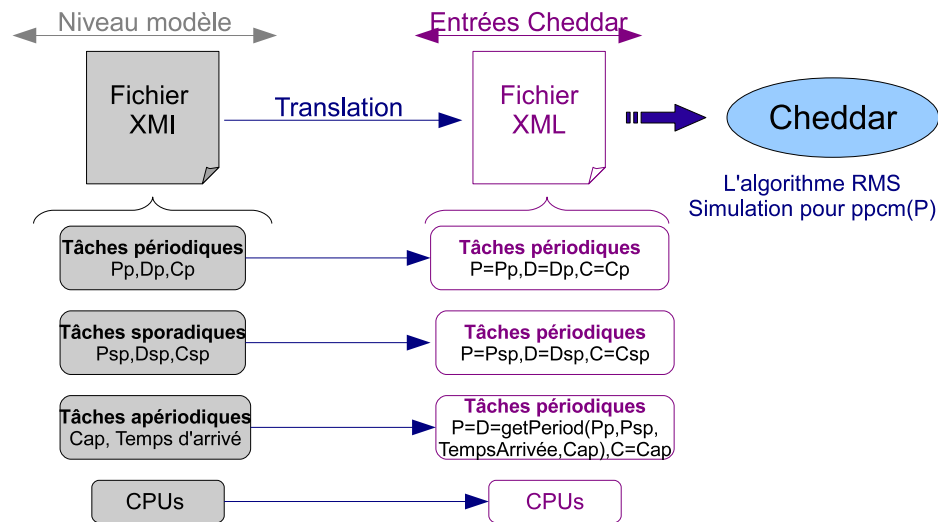 Niveau modèle
Entrées Cheddar
Fichier
XMI
Translation
Fichier
XML
Cheddar
L'algorithme RMS
Simulation pour ppcm(P)
Tâches périodiques
Pp,Dp,Cp
Tâches périodiques
P=Pp,D=Dp,C=Cp
Tâches sporadiques
Psp,Dsp,Csp
Tâches périodiques
P=Psp,D=Dsp,C=Csp
Tâches apériodiques
Cap, Temps d'arrivé
Tâches périodiques
P=D=getPeriod(Pp,Psp,
TempsArrivée,Cap),C=Cap
CPUs
CPUs